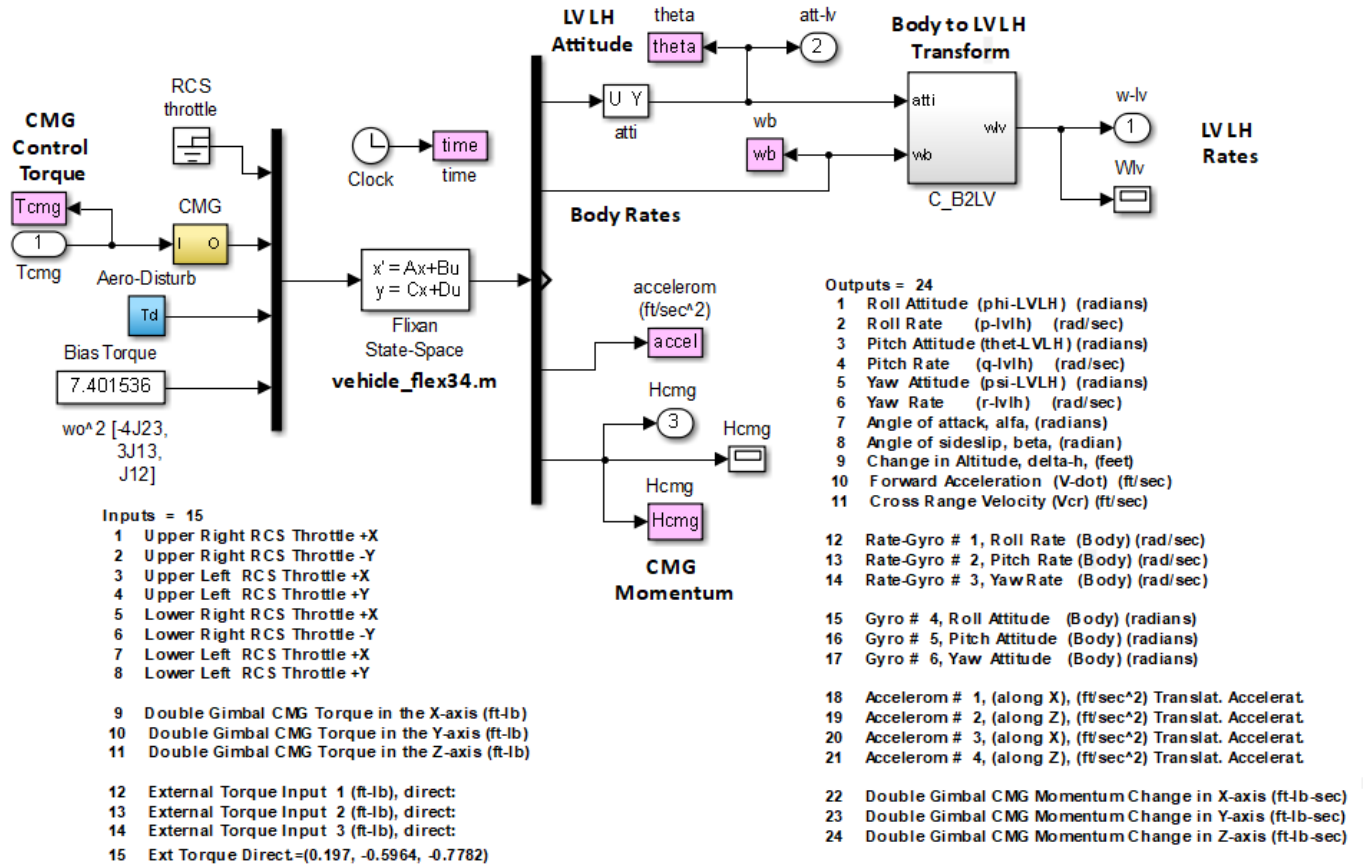 LVLH
Attitude
theta
theta
att-lv
2
Body to LVLH
Transform
RCS
throttle
CMG
Control
Torque
Tcmg
1
Tcmg
CMG
I O
Aero-Disturb
Td
Bias Torque
7.401536
wo^2 [-4J23,
3J13,
J12]
Clock
time
time
x' = Ax+Bu
y = Cx+Du
Flixan
State-Space
vehicle_flex34.m
U Y
atti
wb
wb
Body Rates
atti
wb
wlv
C_B2LV
w-lv
1
Wlv
LVLH
Rates
accelerom
(ft/sec^2)
accel
Hcmg
3
Hcmg
Hcmg
Hcmg
CMG
Momentum
Inputs = 15
1 Upper Right RCS Throttle +X
2 Upper Right RCS Throttle -Y
3 Upper Left RCS Throttle +X
4 Upper Left RCS Throttle +Y
5 Lower Right RCS Throttle +X
6 Lower Right RCS Throttle -Y
7 Lower Left RCS Throttle +X
8 Lower Left RCS Throttle +Y
9 Double Gimbal CMG Torque in the X-axis (ft-lb)
10 Double Gimbal CMG Torque in the Y-axis (ft-lb)
11 Double Gimbal CMG Torque in the Z-axis (ft-lb)
12 External Torque Input 1 (ft-lb), direct:
13 External Torque Input 2 (ft-lb), direct:
14 External Torque Input 3 (ft-lb), direct:
15 Ext Torque Direct.=(0.197, -0.5964, -0.7782)
Outputs = 24
1 Roll Attitude (phi-LVLH) (radians)
2 Roll Rate (p-lvlh) (rad/sec)
3 Pitch Attitude (thet-LVLH) (radians)
4 Pitch Rate (q-lvlh) (rad/sec)
5 Yaw Attitude (psi-LVLH) (radians)
6 Yaw Rate (r-lvlh) (rad/sec)
7 Angle of attack, alfa, (radians)
8 Angle of sideslip, beta, (radian)
9 Change in Altitude, delta-h, (feet)
10 Forward Acceleration (V-dot) (ft/sec)
11 Cross Range Velocity (Vcr) (ft/sec)
12 Rate-Gyro # 1, Roll Rate (Body) (rad/sec)
13 Rate-Gyro # 2, Pitch Rate (Body) (rad/sec)
14 Rate-Gyro # 3, Yaw Rate (Body) (rad/sec)
15 Gyro # 4, Roll Attitude (Body) (radians)
16 Gyro # 5, Pitch Attitude (Body) (radians)
17 Gyro # 6, Yaw Attitude (Body) (radians)
18 Accelerom # 1, (along X), (ft/sec^2) Translat. Accelerat.
19 Accelerom # 2, (along Z), (ft/sec^2) Translat. Accelerat.
20 Accelerom # 3, (along X), (ft/sec^2) Translat. Accelerat.
21 Accelerom # 4, (along Z), (ft/sec^2) Translat. Accelerat.
22 Double Gimbal CMG Momentum Change in X-axis (ft-lb-sec)
23 Double Gimbal CMG Momentum Change in Y-axis (ft-lb-sec)
24 Double Gimbal CMG Momentum Change in Z-axis (ft-lb-sec)